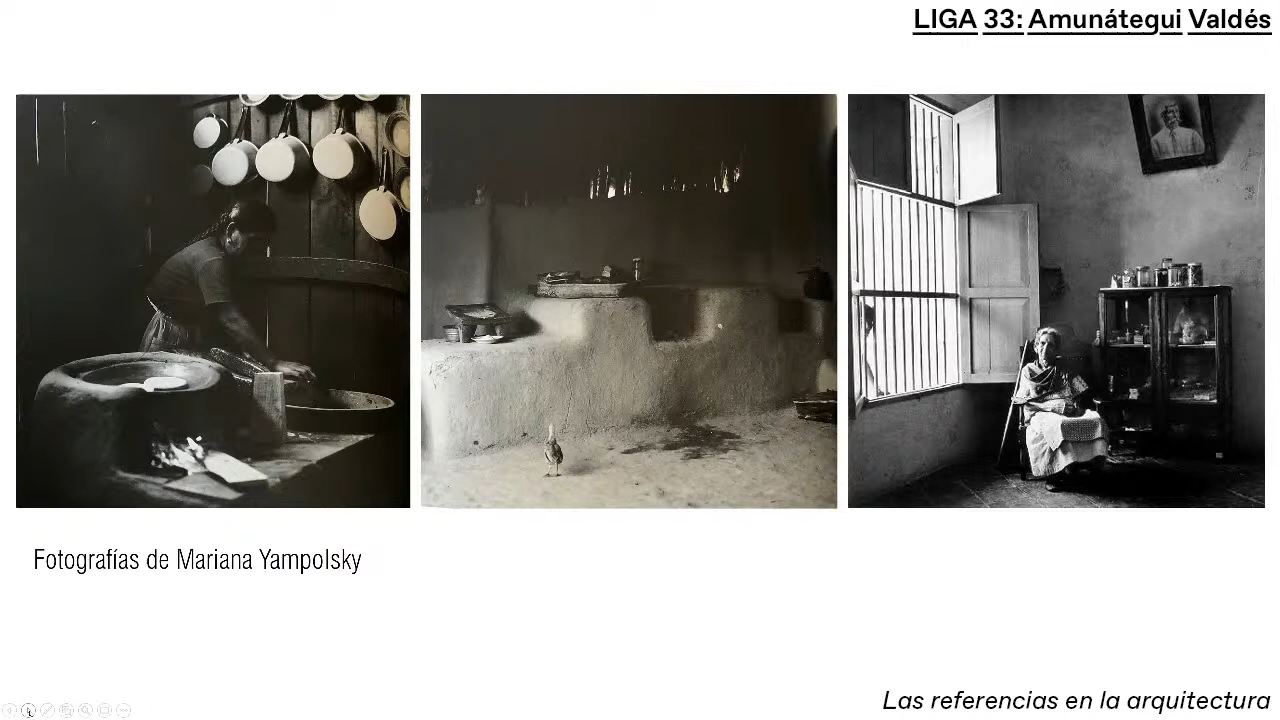 LIGA 33: Amunátegui Valdés
Fotografías de Mariana Yampolsky
Las referencias en la arquitectura